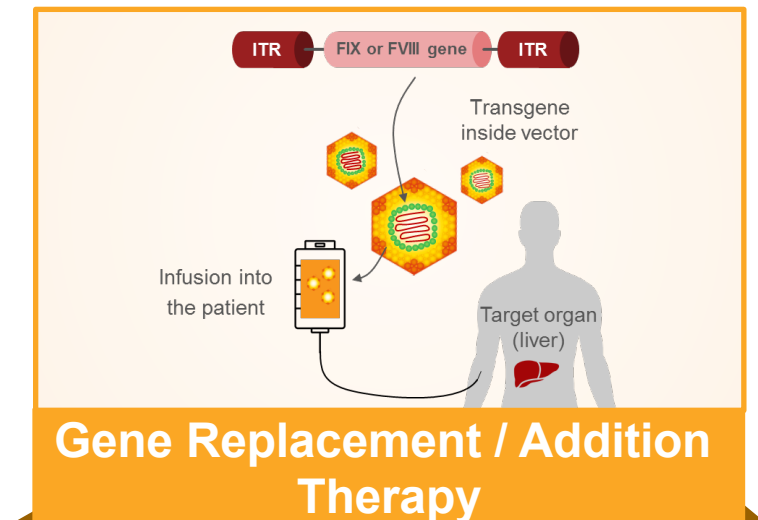 ITR FIX or FVIII gene ITR
Transgene
inside vector
Infusion into
the patient
Target organ
(liver)
Gene Replacement / Addition
Therapy